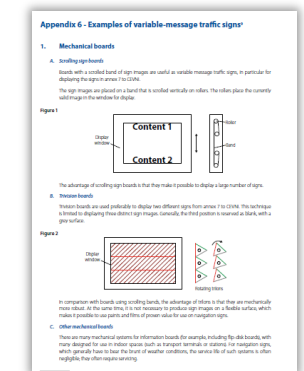 Appendix 6 - Examples of variable-message traffic signs⁹
1. Mechanical boards
A. Scrolling sign boards
Boards with a scrolled band of sign images are useful as variable message traffic signs, in particular for
displaying the signs in annex 7 to CEVNI.
The sign images are placed on a band that is scrolled vertically on rollers. The rollers place the currently
valid image in the window for display.
Figure 1
Content 1
Display
window
Content 2
Roller
Band
The advantage of scrolling sign boards is that they make it possible to display a large number of signs.
B. Trivision boards
Trivision boards are used preferably to display two different signs from annex 7 to CEVNI. This technique
is limited to displaying three distinct sign images. Generally, the third position is reserved as blank, with a
grey surface.
Figure 2
Display
window
Rotating tritons
In comparison with boards using scrolling bands, the advantage of tritons is that they are mechanically
more robust. At the same time, it is not necessary to produce sign images on a flexible surface, which
makes it possible to use paints and films of proven value for use on navigation signs.
C. Other mechanical boards
There are many mechanical systems for information boards (for example, including flip-disk boards), with
many designed for use in indoor spaces (such as transport terminals or stations). For navigation signs,
which generally have to bear the brunt of weather conditions, the service life of such systems is often
negligible; they often require servicing.